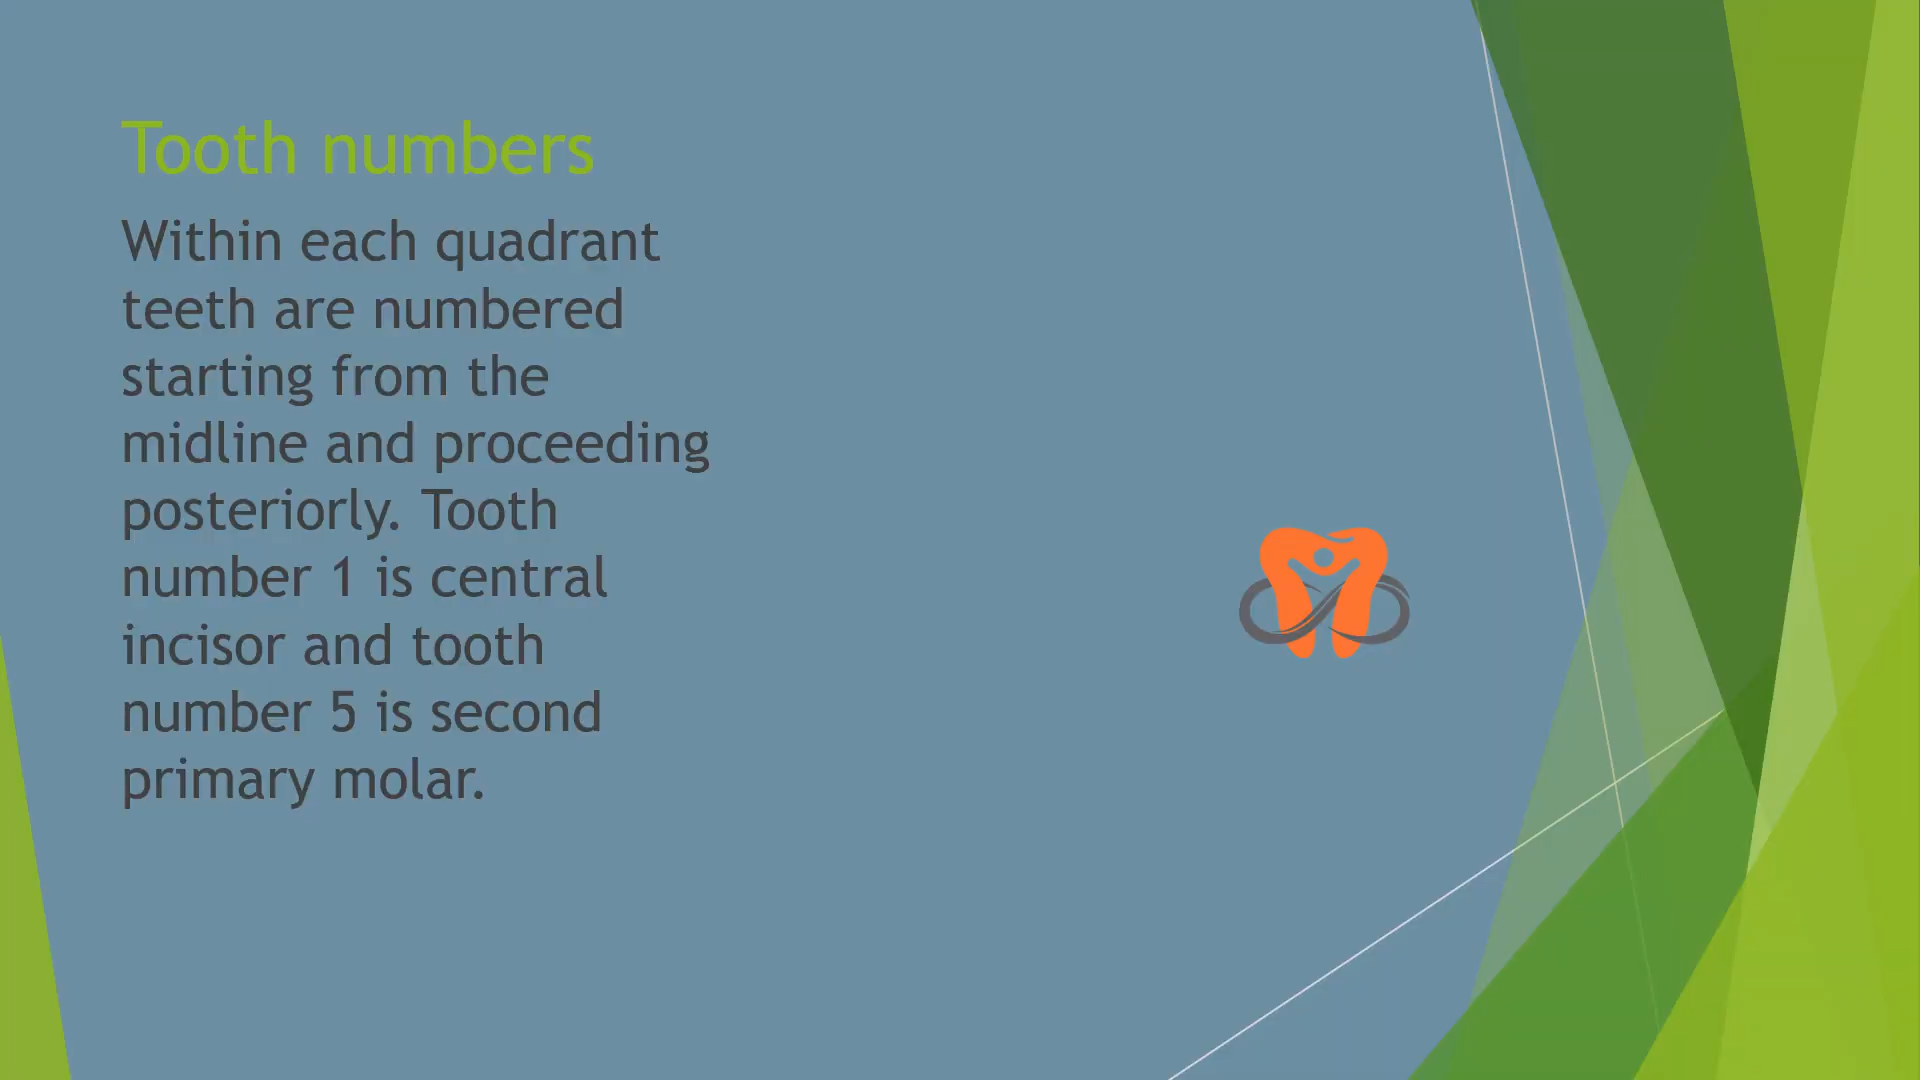 Tooth numbers
Within each quadrant
teeth are numbered
starting from the
midline and proceeding
posteriorly. Tooth
number 1 is central
incisor and tooth
number 5 is second
primary molar.